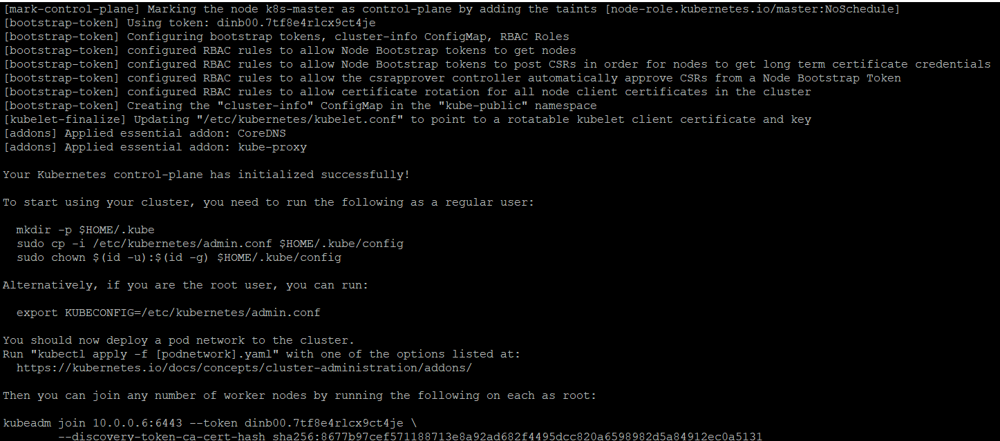 [mark-control-plane] Marking the node k8s-master as control-plane by adding the taints [node-role.kubernetes.io/master:NoSchedule]
[bootstrap-token] Using token: dinb00.7tf8e4rlcx9ct4je
[bootstrap-token] Configuring bootstrap tokens, cluster-info ConfigMap, RBAC Roles
[bootstrap-token] configured RBAC rules to allow Node Bootstrap tokens to get nodes
[bootstrap-token] configured RBAC rules to allow Node Bootstrap tokens to post CSRs in order for nodes to get long term certificate credentials
[bootstrap-token] configured RBAC rules to allow the csrapprover controller automatically approve CSRs from a Node Bootstrap Token
[bootstrap-token] configured RBAC rules to allow certificate rotation for all node client certificates in the cluster
[bootstrap-token] Creating the "cluster-info" ConfigMap in the "kube-public" namespace
[kubelet-finalize] Updating "/etc/kubernetes/kubelet.conf" to point to a rotatable kubelet client certificate and key
[addons] Applied essential addon: CoreDNS
[addons] Applied essential addon: kube-proxy

Your Kubernetes control-plane has initialized successfully!

To start using your cluster, you need to run the following as a regular user:

  mkdir -p $HOME/.kube
  sudo cp -i /etc/kubernetes/admin.conf $HOME/.kube/config
  sudo chown $(id -u):$(id -g) $HOME/.kube/config

Alternatively, if you are the root user, you can run:

  export KUBECONFIG=/etc/kubernetes/admin.conf

You should now deploy a pod network to the cluster.
Run "kubectl apply -f [podnetwork].yaml" with one of the options listed at:
  https://kubernetes.io/docs/concepts/cluster-administration/addons/

Then you can join any number of worker nodes by running the following on each as root:

kubeadm join 10.0.0.6:6443 --token dinb00.7tf8e4rlcx9ct4je \
        --discovery-token-ca-cert-hash sha256:8677b97cef571188713e8a92ad682f4495dcc820a6598982d5a84912ec0a5131